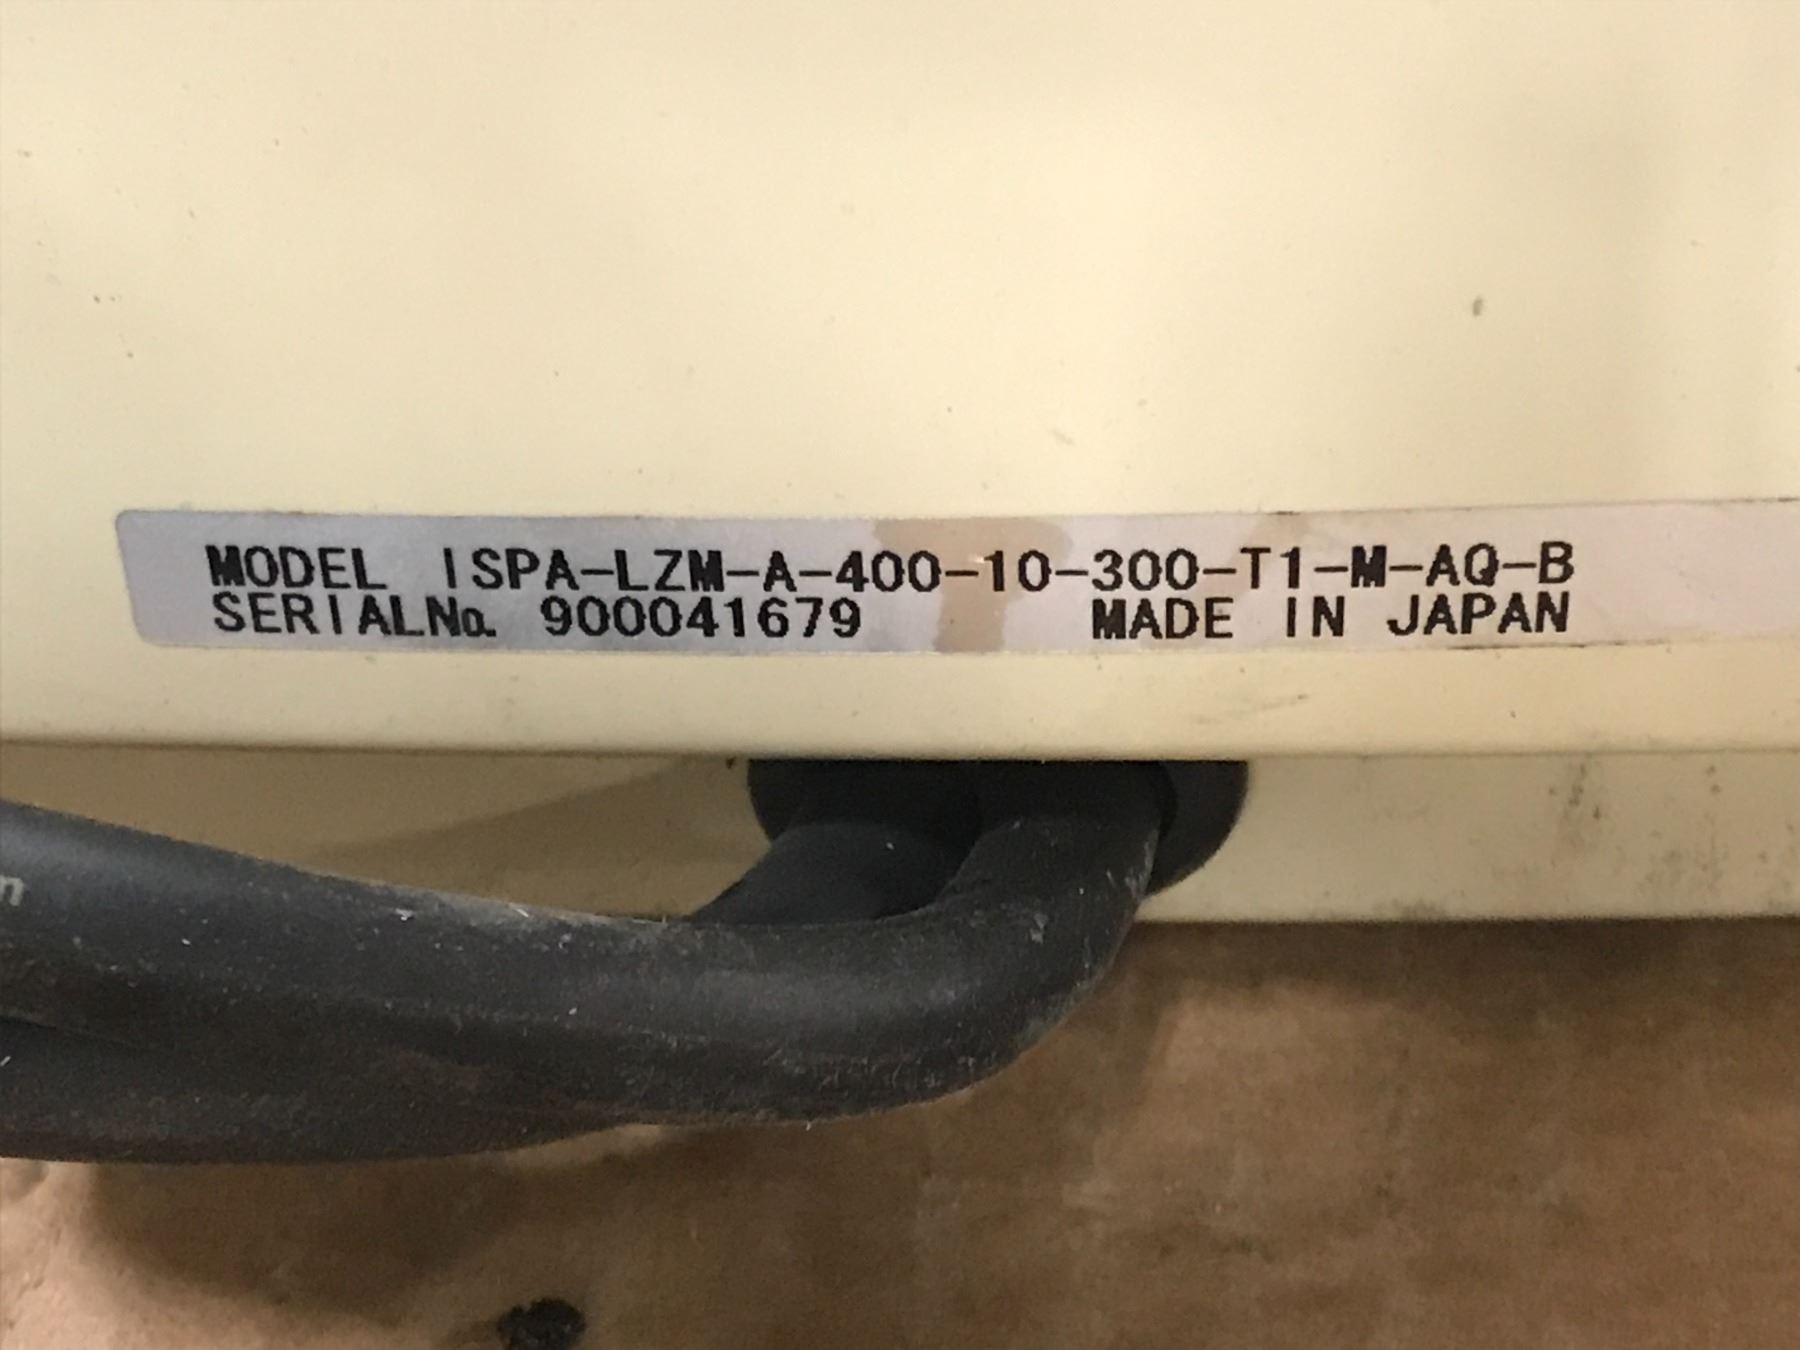 MODEL ISPA-LZM-A-400-10-300-T1-M-AQ-B
SERIALNo. 900041679 MADE IN JAPAN